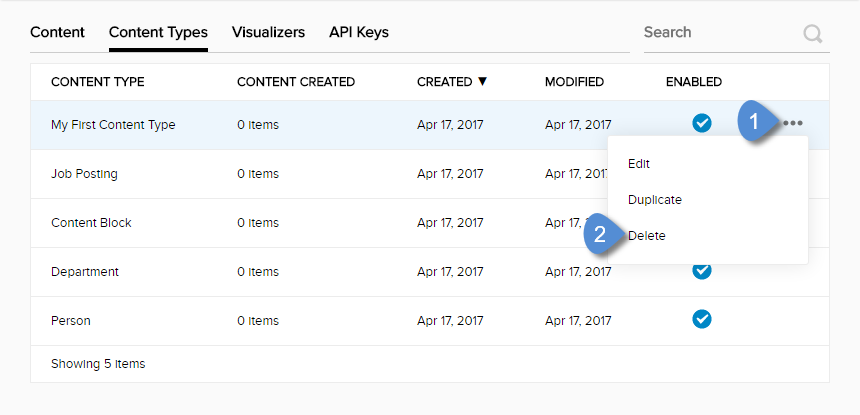 Content Content Types Visualizers API Keys Search
CONTENT TYPE CONTENT CREATED CREATED ▼ MODIFIED ENABLED
My First Content Type 0 items Apr 17, 2017 Apr 17, 2017 1
Edit
Job Posting 0 items Apr 17, 2017 Apr 17, 201
Duplicate
Content Block 0 items Apr 17, 2017 Apr 17,
2 Delete
Department 0 items Apr 17, 2017 Apr 17, 2017
Person 0 items Apr 17, 2017 Apr 17, 2017
Showing 5 items